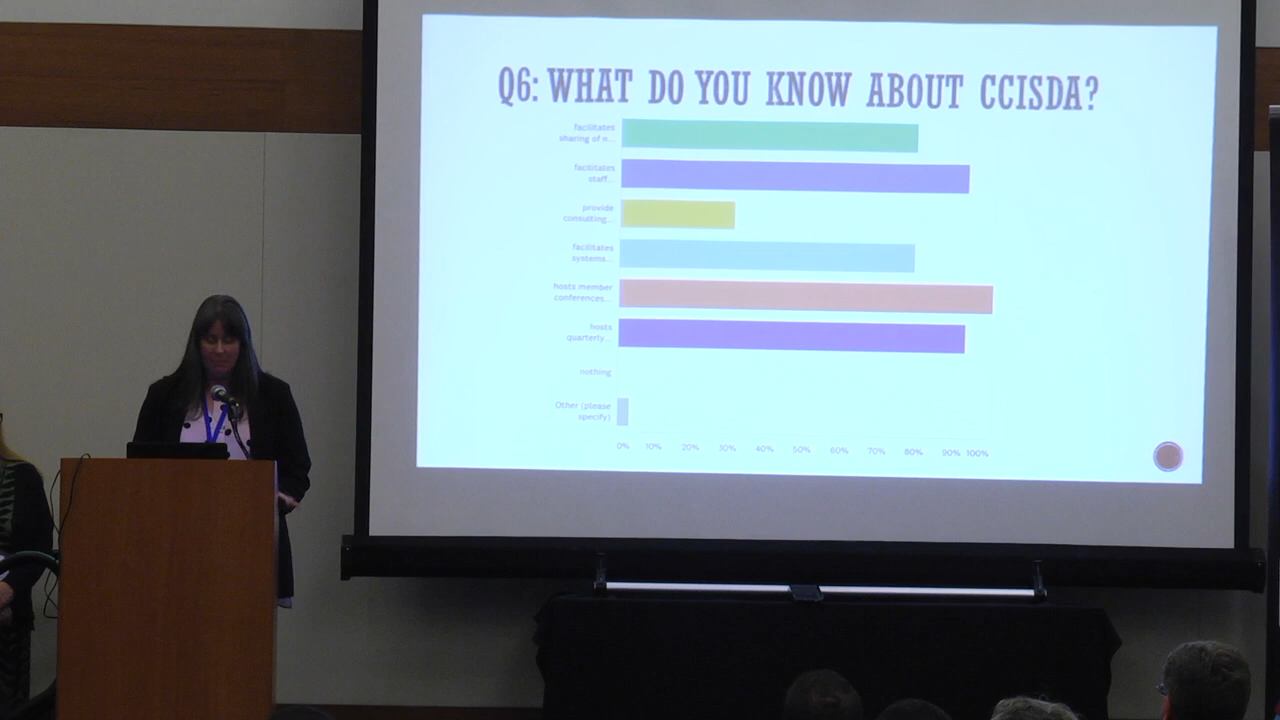 Q6: WHAT DO YOU KNOW ABOUT CCISDA?
facilitates
sharing of n...
facilitates
staff...
provide
consulting...
facilitates
systems...
hosts member
conferences...
hosts
quarterly...
nothing
Other (please
specify)
0% 10% 20% 30% 40% 50% 60% 70% 80% 90% 100%